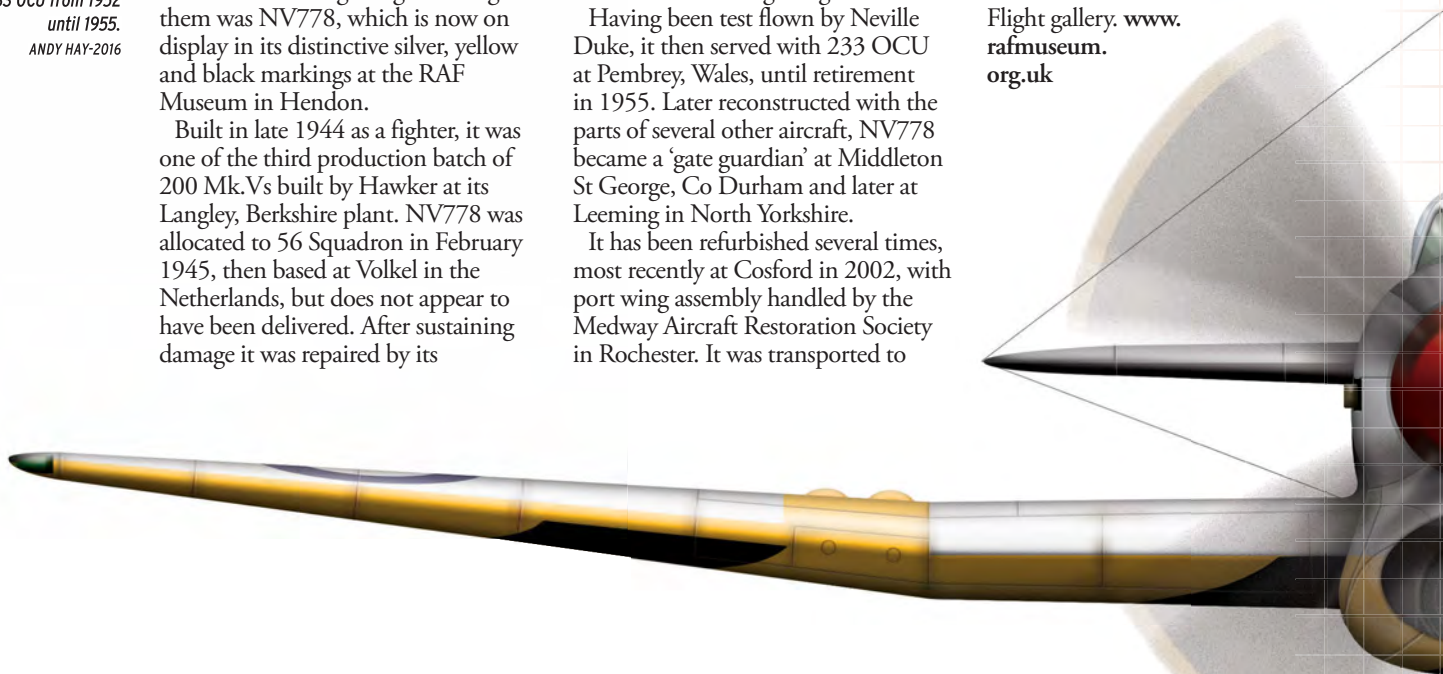 OCU from 1952
until 1955.
ANDY HAY-2016
them was NV778, which is now on
display in its distinctive silver, yellow
and black markings at the RAF
Museum in Hendon.
Built in late 1944 as a fighter, it was
one of the third production batch of
200 Mk.Vs built by Hawker at its
Langley, Berkshire plant. NV778 was
allocated to 56 Squadron in February
1945, then based at Volkel in the
Netherlands, but does not appear to
have been delivered. After sustaining
damage it was repaired by its
Having been test flown by Neville
Duke, it then served with 233 OCU
at Pembrey, Wales, until retirement
in 1955. Later reconstructed with the
parts of several other aircraft, NV778
became a ‘gate guardian’ at Middleton
St George, Co Durham and later at
Leeming in North Yorkshire.
It has been refurbished several times,
most recently at Cosford in 2002, with
port wing assembly handled by the
Medway Aircraft Restoration Society
in Rochester. It was transported to
Flight gallery. www.
rafmuseum.
org.uk